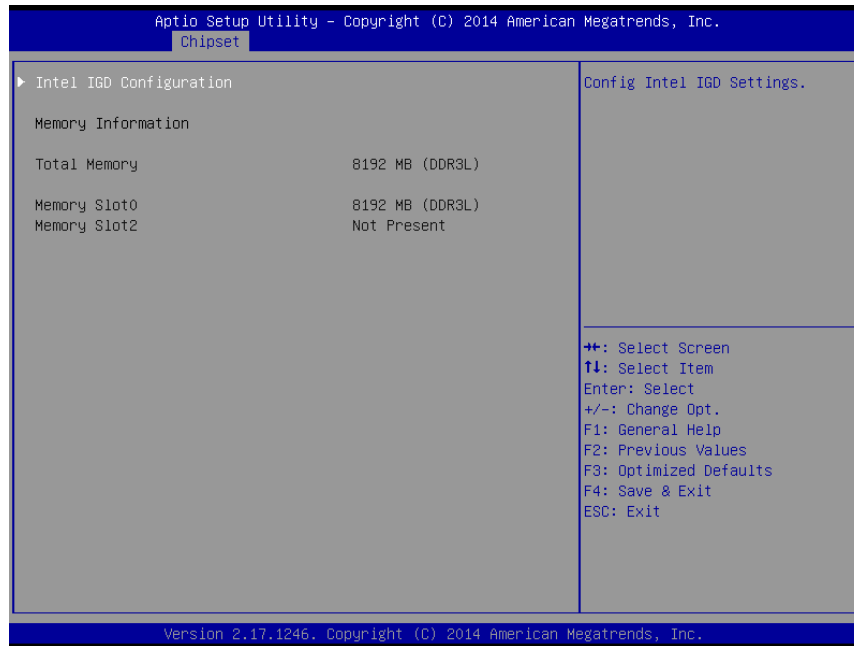 Aptio Setup Utility – Copyright (C) 2014 American Megatrends, Inc.
Chipset
Intel IGD Configuration
Memory Information
Total Memory 8192 MB (DDR3L)
Memory Slot0 8192 MB (DDR3L)
Memory Slot2 Not Present
Config Intel IGD Settings.
→←: Select Screen
↑↓: Select Item
Enter: Select
+/-: Change Opt.
F1: General Help
F2: Previous Values
F3: Optimized Defaults
F4: Save & Exit
ESC: Exit
Version 2.17.1246. Copyright (C) 2014 American Megatrends, Inc.